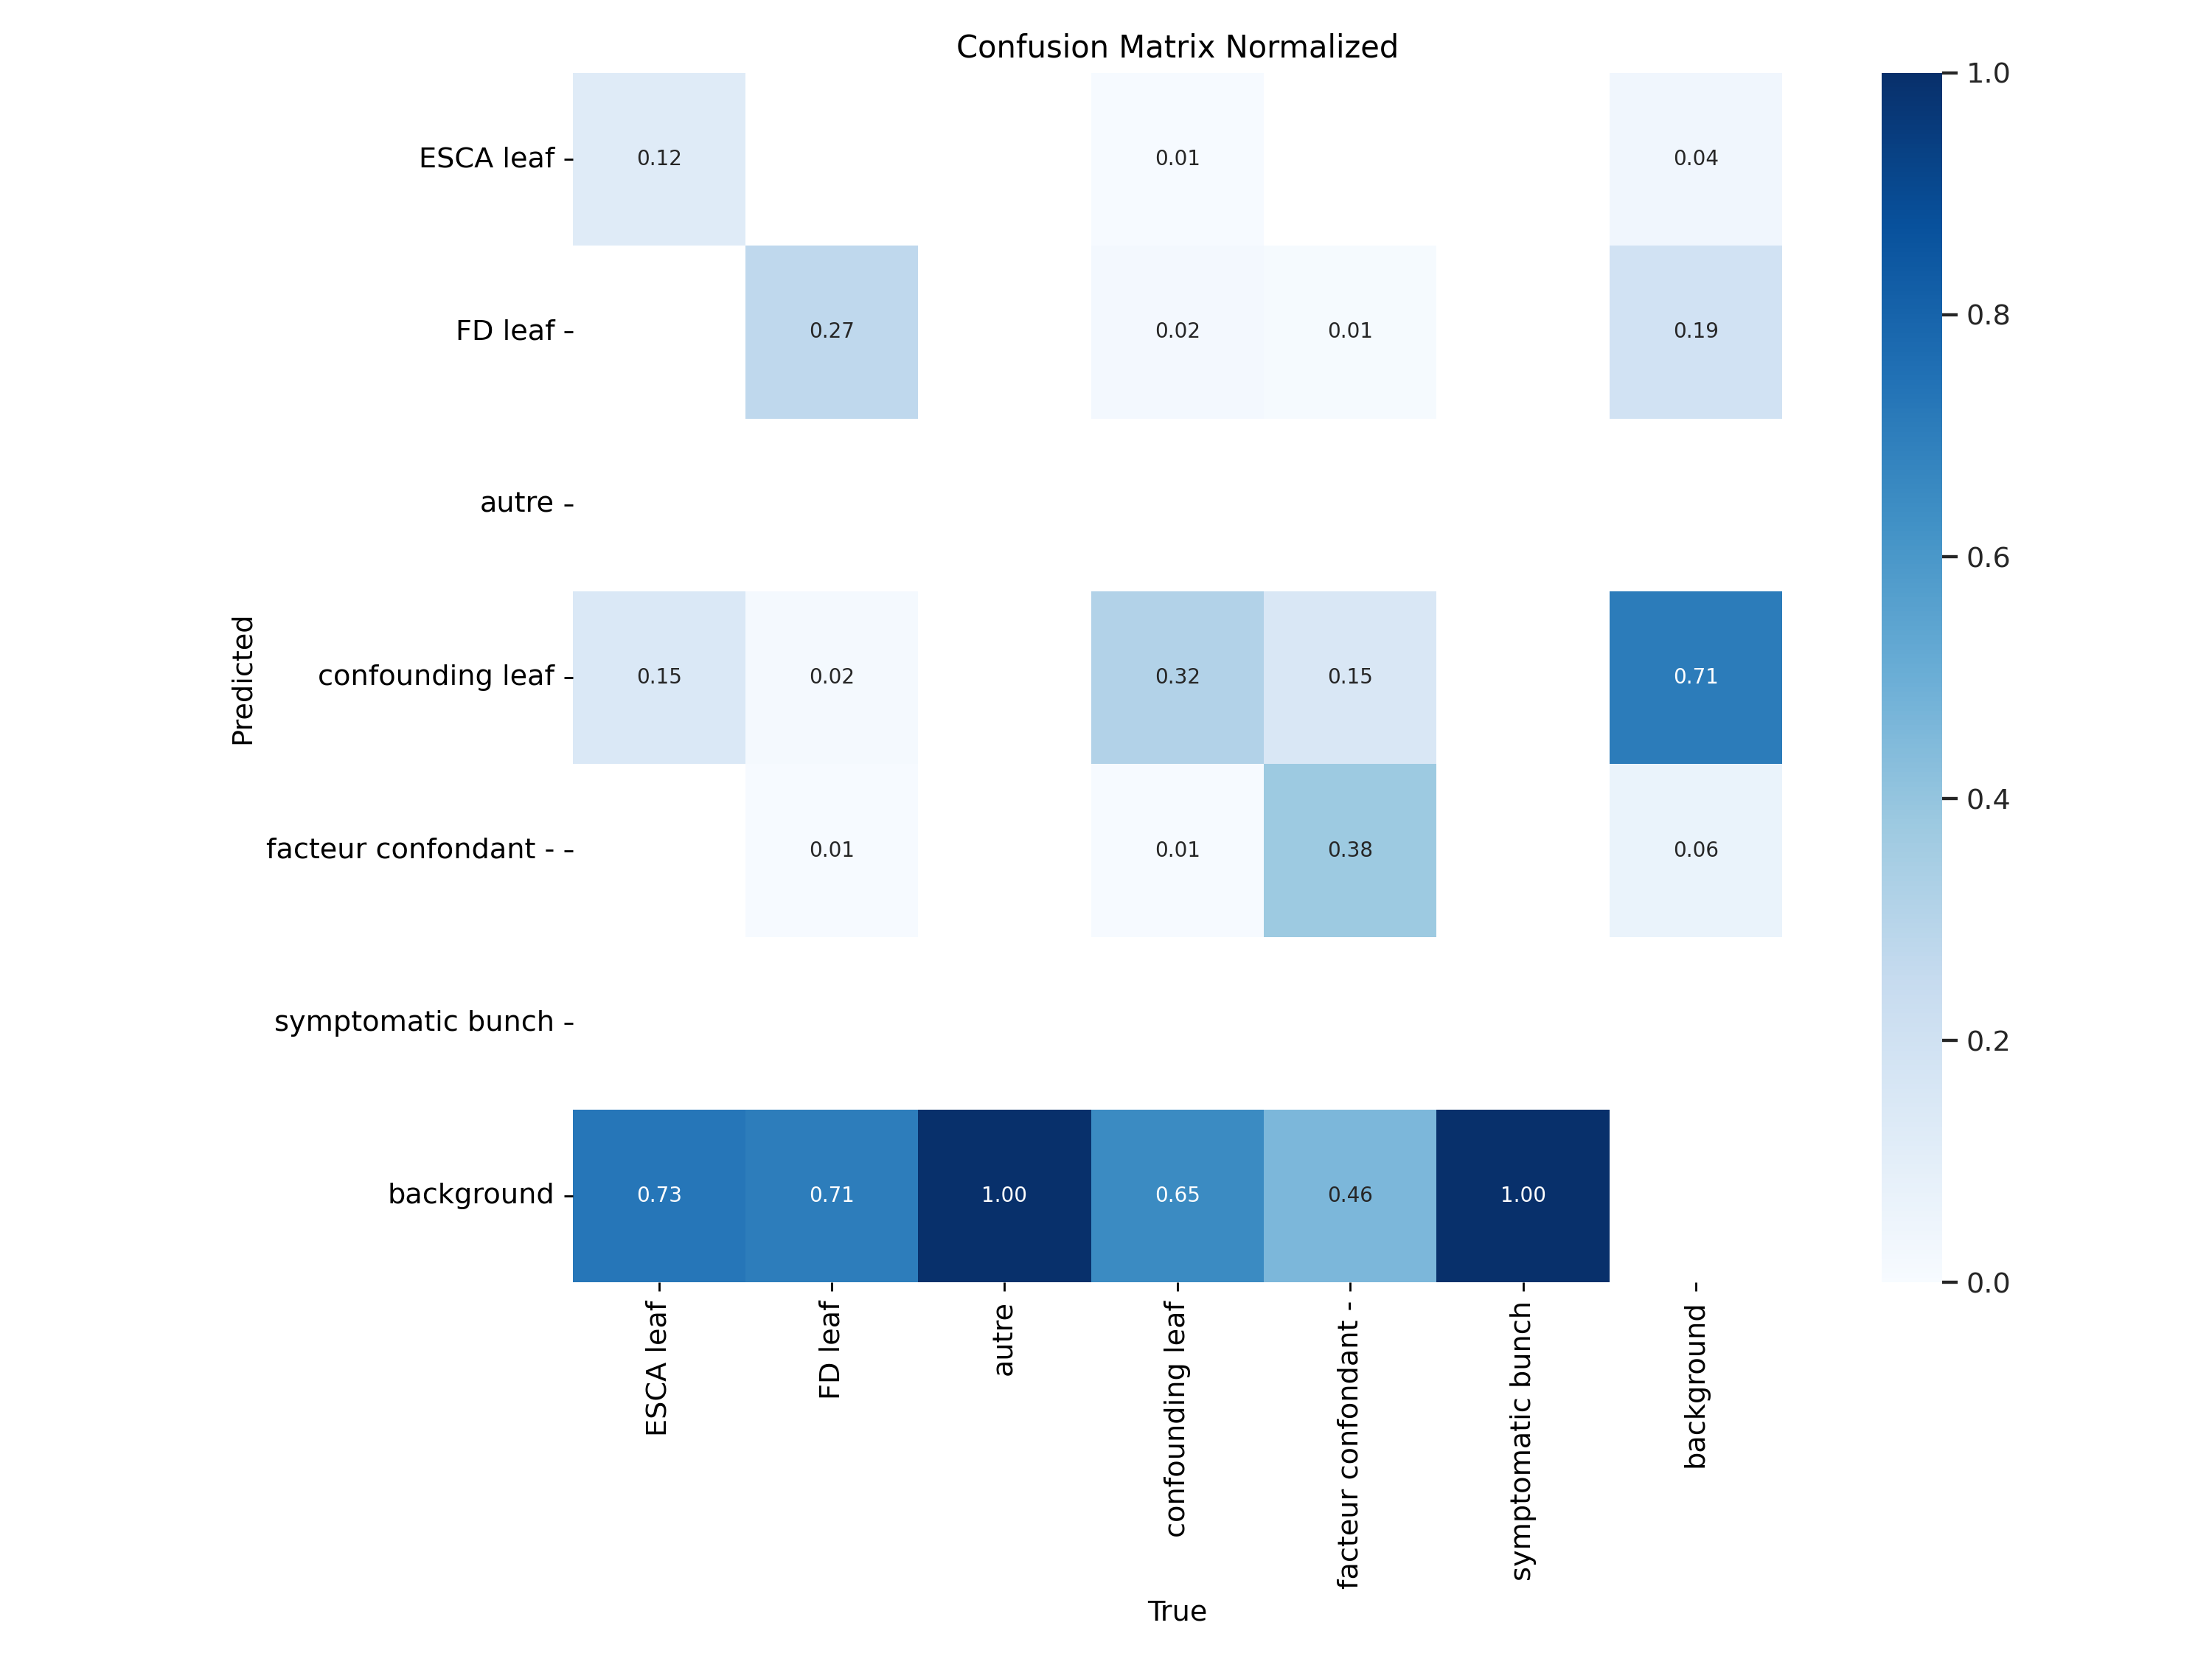 Confusion Matrix Normalized
ESCA leaf
0.12
0.01
0.04
FD leaf
0.27
0.02
0.01
0.19
autre
confounding leaf
0.15
0.02
0.32
0.15
0.71
facteur confondant -
0.01
0.01
0.38
0.06
symptomatic bunch
background
0.73
0.71
1.00
0.65
0.46
1.00
Predicted
ESCA leaf
FD leaf
autre
confounding leaf
facteur confondant -
symptomatic bunch
background
True
1.0
0.8
0.6
0.4
0.2
0.0